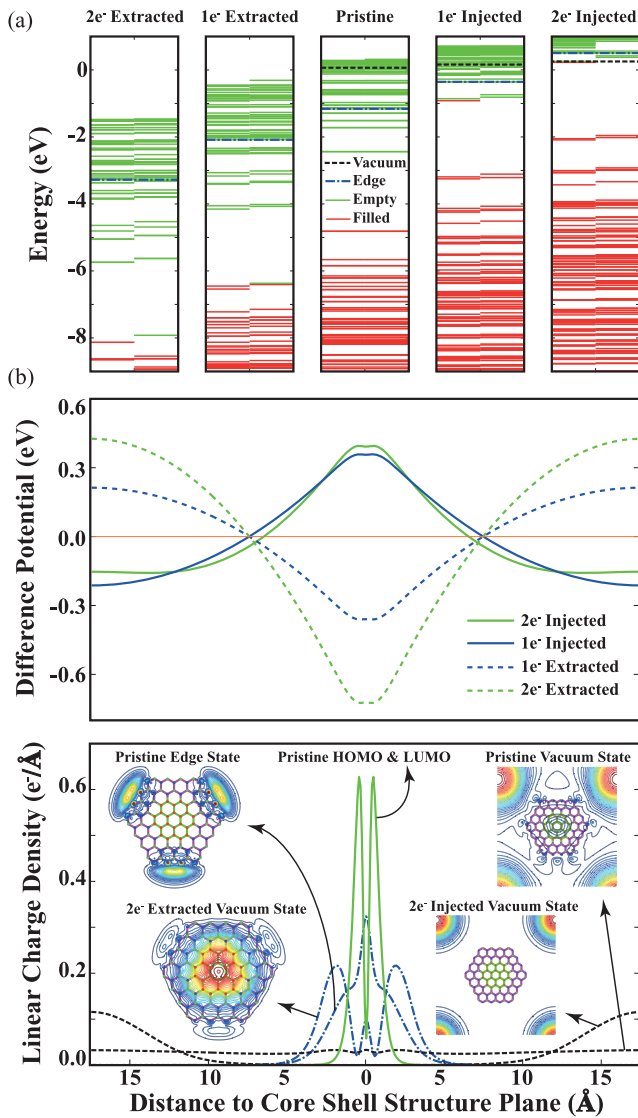 (a)
2e⁻ Extracted
1e⁻ Extracted
Pristine
1e⁻ Injected
2e⁻ Injected
Energy (eV)
0
-2
-4
-6
-8
Vacuum
Edge
Empty
Filled
(b)
Difference Potential (eV)
0.6
0.3
0.0
-0.3
-0.6
2e⁻ Injected
1e⁻ Injected
1e⁻ Extracted
2e⁻ Extracted
Linear Charge Density (e⁻/Å)
0.6
0.4
0.2
0.0
Pristine Edge State
Pristine HOMO & LUMO
Pristine Vacuum State
2e⁻ Extracted Vacuum State
2e⁻ Injected Vacuum State
15 10 5 0 5 10 15
Distance to Core Shell Structure Plane (Å)